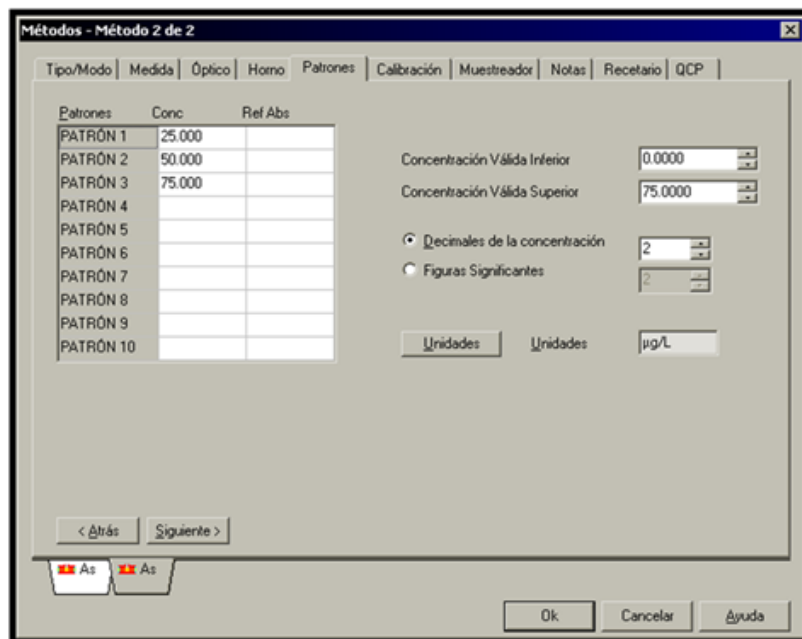 Métodos - Método 2 de 2
Tipo/Modo Medida Óptico Horno Patrones Calibración Muestreador Notas Recetario QCP
Patrones Conc Ref Abs
PATRÓN 1 25.000
PATRÓN 2 50.000
PATRÓN 3 75.000
PATRÓN 4
PATRÓN 5
PATRÓN 6
PATRÓN 7
PATRÓN 8
PATRÓN 9
PATRÓN 10
Concentración Válida Inferior 0.0000
Concentración Válida Superior 75.0000
Decimales de la concentración 2
Figuras Significantes 2
Unidades Unidades µg/L
< Atrás Siguiente >
As As
Ok Cancelar Ayuda